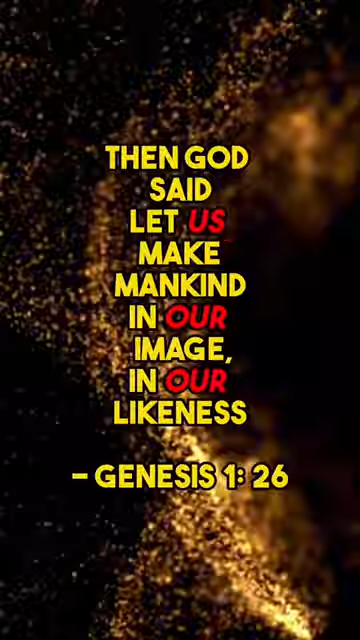 THEN GOD
SAID
LET US
MAKE
MANKIND
IN OUR
IMAGE,
IN OUR
LIKENESS
– GENESIS 1: 26